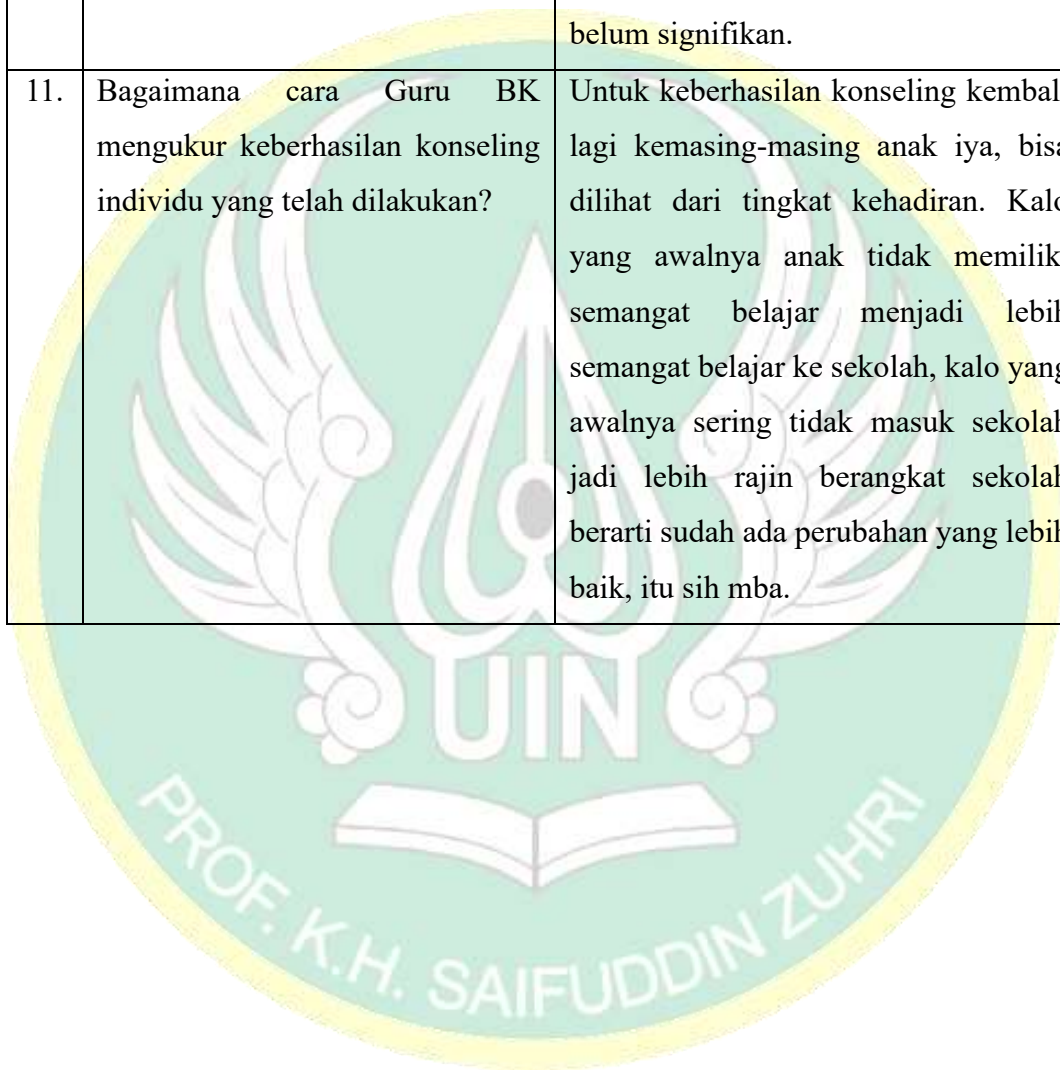 belum signifikan.
11. Bagaimana cara Guru BK
mengukur keberhasilan konseling
individu yang telah dilakukan?
Untuk keberhasilan konseling kembal
lagi kemasing-masing anak iya, bisa
dilihat dari tingkat kehadiran. Kalo
yang awalnya anak tidak memilik
semangat belajar menjadi lebih
semangat belajar ke sekolah, kalo yang
awalnya sering tidak masuk sekolah
jadi lebih rajin berangkat sekolah
berarti sudah ada perubahan yang lebih
baik, itu sih mba.
UIN
PROF. K.H. SAIFUDDIN ZUHRI